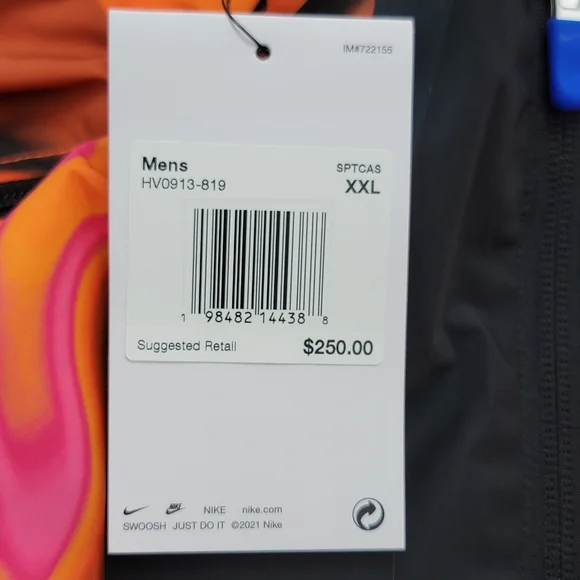 IM#722155
Mens SPTCAS
HV0913-819 XXL
1 98482 14438 8
Suggested Retail $250.00
NIKE nike.com
SWOOSH JUST DO IT ©2021 Nike